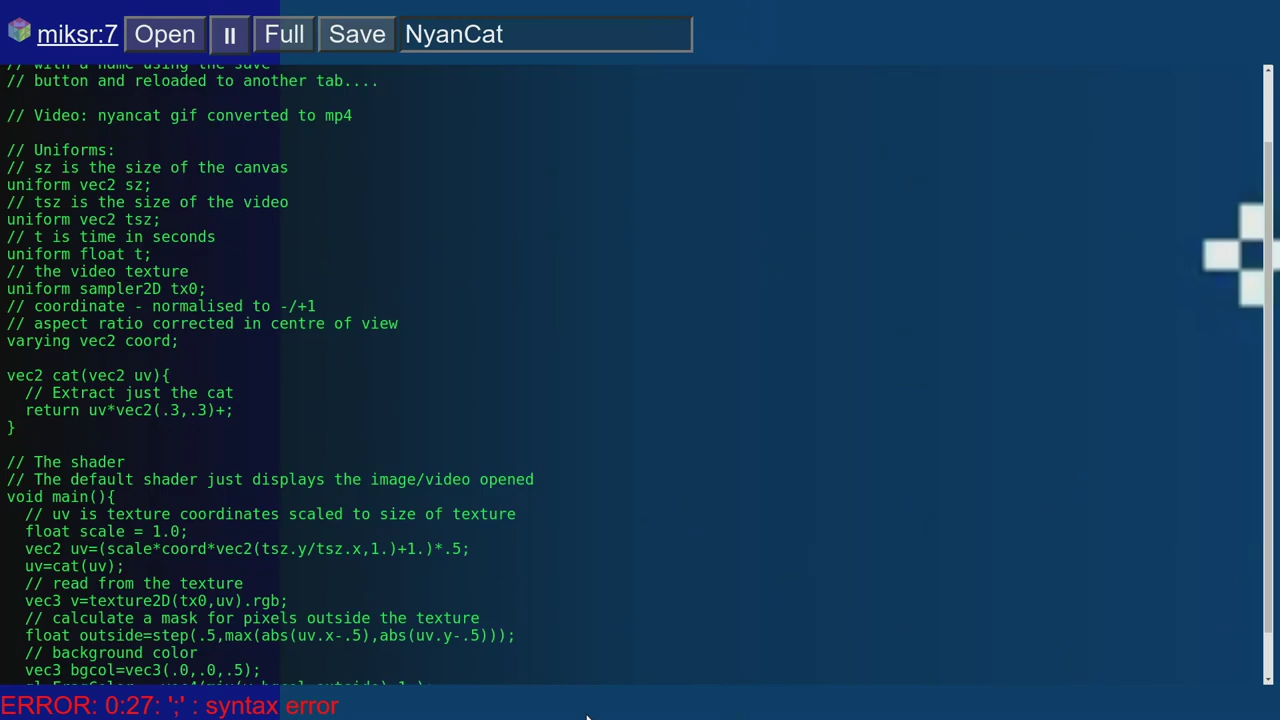 miksr:7 Open Full Save NyanCat
// with a name using the save
// button and reloaded to another tab....
// Video: nyancat gif converted to mp4
// Uniforms:
// sz is the size of the canvas
uniform vec2 sz;
// tsz is the size of the video
uniform vec2 tsz;
// t is time in seconds
uniform float t;
// the video texture
uniform sampler2D tx0;
// coordinate - normalised to -/+1
// aspect ratio corrected in centre of view
varying vec2 coord;
vec2 cat(vec2 uv){
// Extract just the cat
return uv*vec2(.3,.3)+;
}
// The shader
// The default shader just displays the image/video opened
void main(){
// uv is texture coordinates scaled to size of texture
float scale = 1.0;
vec2 uv=(scale*coord*vec2(tsz.y/tsz.x,1.)+1.)*.5;
uv=cat(uv);
// read from the texture
vec3 v=texture2D(tx0,uv).rgb;
// calculate a mask for pixels outside the texture
float outside=step(.5,max(abs(uv.x-.5),abs(uv.y-.5)));
// background color
vec3 bgcol=vec3(.0,.0,.5);
ERROR: 0:27: ';' : syntax error